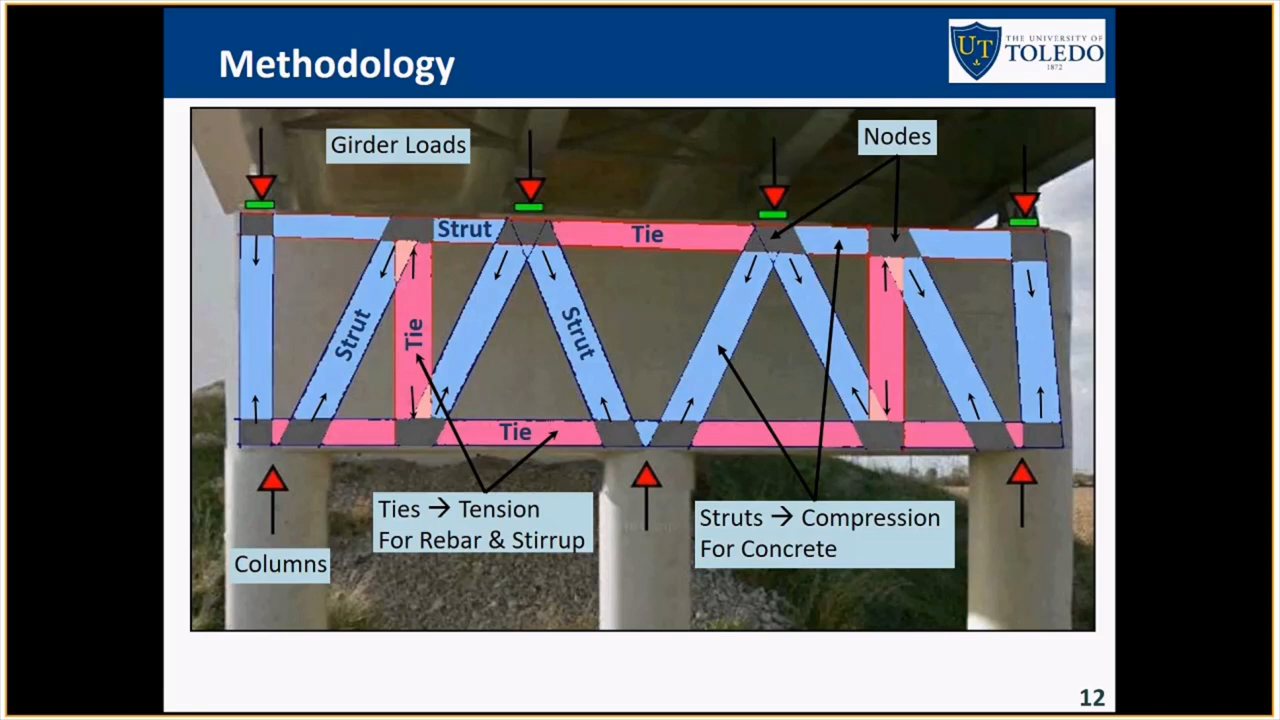 Methodology
UT
THE UNIVERSITY OF
TOLEDO
1872
Girder Loads
Nodes
Strut
Tie
Strut
Tie
Strut
Tie
Ties → Tension
For Rebar & Stirrup
Struts → Compression
For Concrete
Columns
12